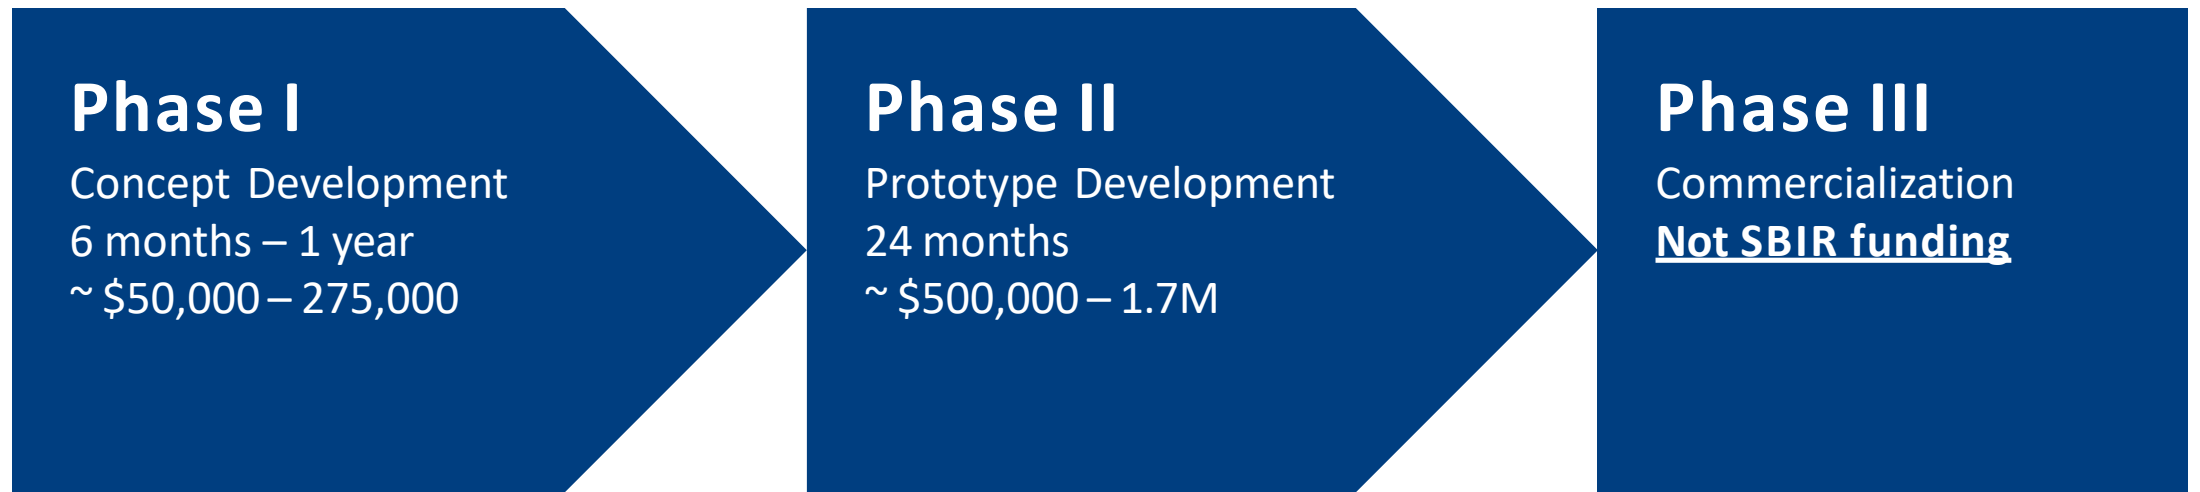 Phase I
Concept Development
6 months – 1 year
~ $50,000 – 275,000
Phase II
Prototype Development
24 months
~ $500,000 – 1.7M
Phase III
Commercialization
Not SBIR funding